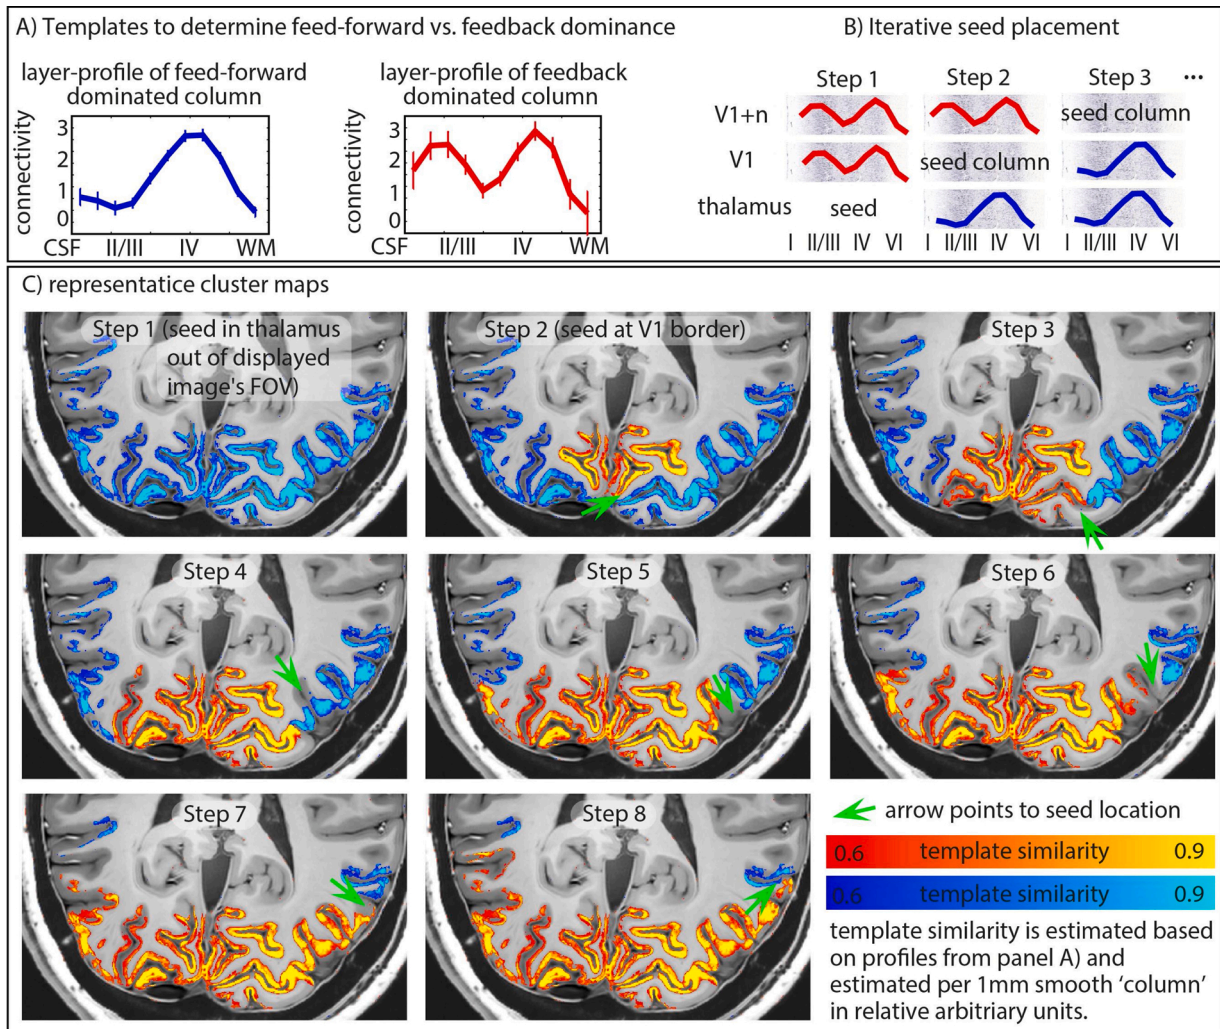 A) Templates to determine feed-forward vs. feedback dominance
layer-profile of feed-forward
dominated column
connectivity
3
2
1
0
CSF II/III IV WM
layer-profile of feedback
dominated column
connectivity
3
2
1
0
CSF II/III IV WM
B) Iterative seed placement
Step 1 Step 2 Step 3 ...
V1+n seed column
V1 seed column
thalamus seed
I II/III IV VI I II/III IV VI I II/III IV VI
C) representatice cluster maps
Step 1 (seed in thalamus
out of displayed
image's FOV)
Step 2 (seed at V1 border)
Step 3
Step 4
Step 5
Step 6
Step 7
Step 8
arrow points to seed location
0.6 template similarity 0.9
0.6 template similarity 0.9
template similarity is estimated based
on profiles from panel A) and
estimated per 1mm smooth ‘column’
in relative arbitriary units.